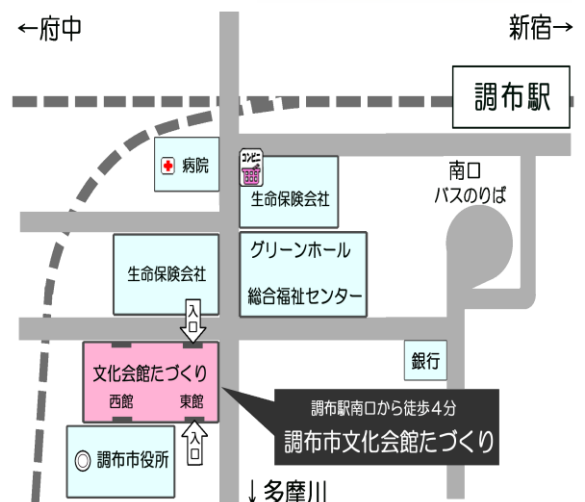 ←府中
新宿→
調布駅
病院
コンビニ
生命保険会社
南口
バスのりば
グリーンホール
総合福祉センター
生命保険会社
入口
銀行
文化会館たづくり
西館
東館
調布駅南口から徒歩4分
調布市文化会館たづくり
入口
調布市役所
↓多摩川